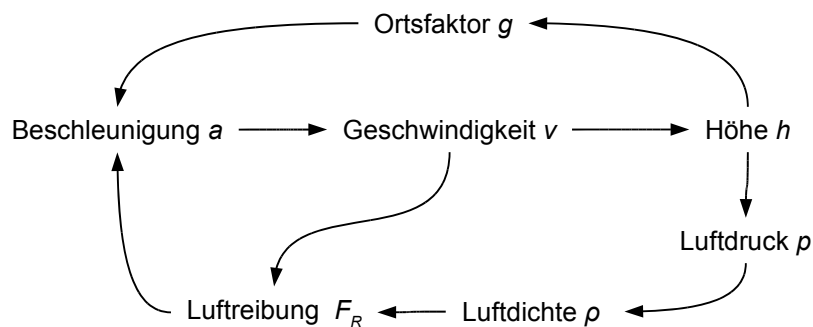 Ortsfaktor g
Beschleunigung a
Geschwindigkeit v
Höhe h
Luftdruck p
Luftreibung F_R
Luftdichte ρ